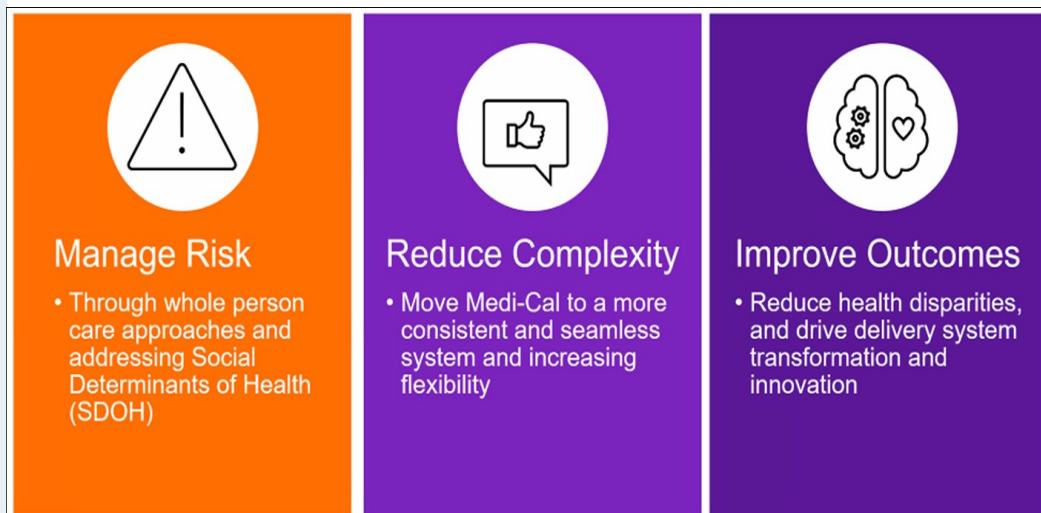 Manage Risk
• Through whole person
care approaches and
addressing Social
Determinants of Health
(SDOH)
Reduce Complexity
• Move Medi-Cal to a more
consistent and seamless
system and increasing
flexibility
Improve Outcomes
• Reduce health disparities,
and drive delivery system
transformation and
innovation